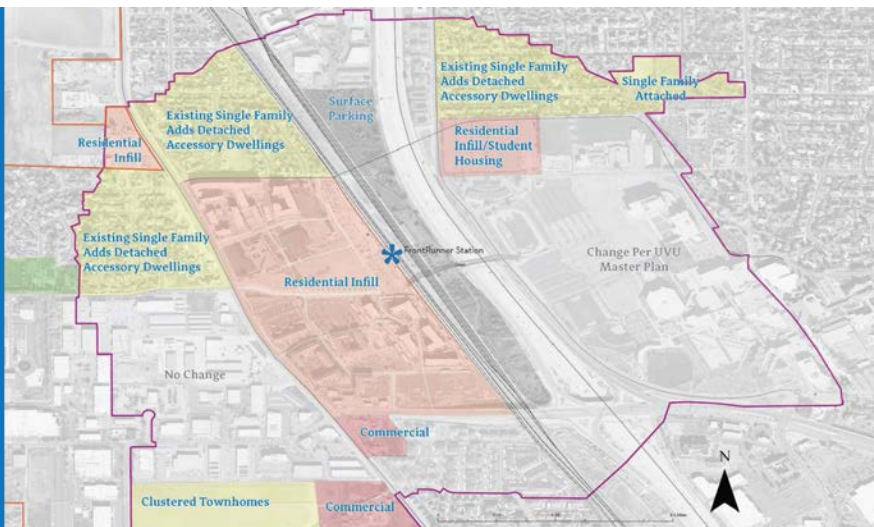 Existing Single Family
Adds Detached
Accessory Dwellings
Single Family
Attached
Existing Single Family
Adds Detached
Accessory Dwellings
Surface
Parking
Residential
Infill
Residential
Infill/Student
Housing
Existing Single Family
Adds Detached
Accessory Dwellings
FrontRunner Station
Change Per UVU
Master Plan
Residential Infill
No Change
Commercial
N
Clustered Townhomes
Commercial